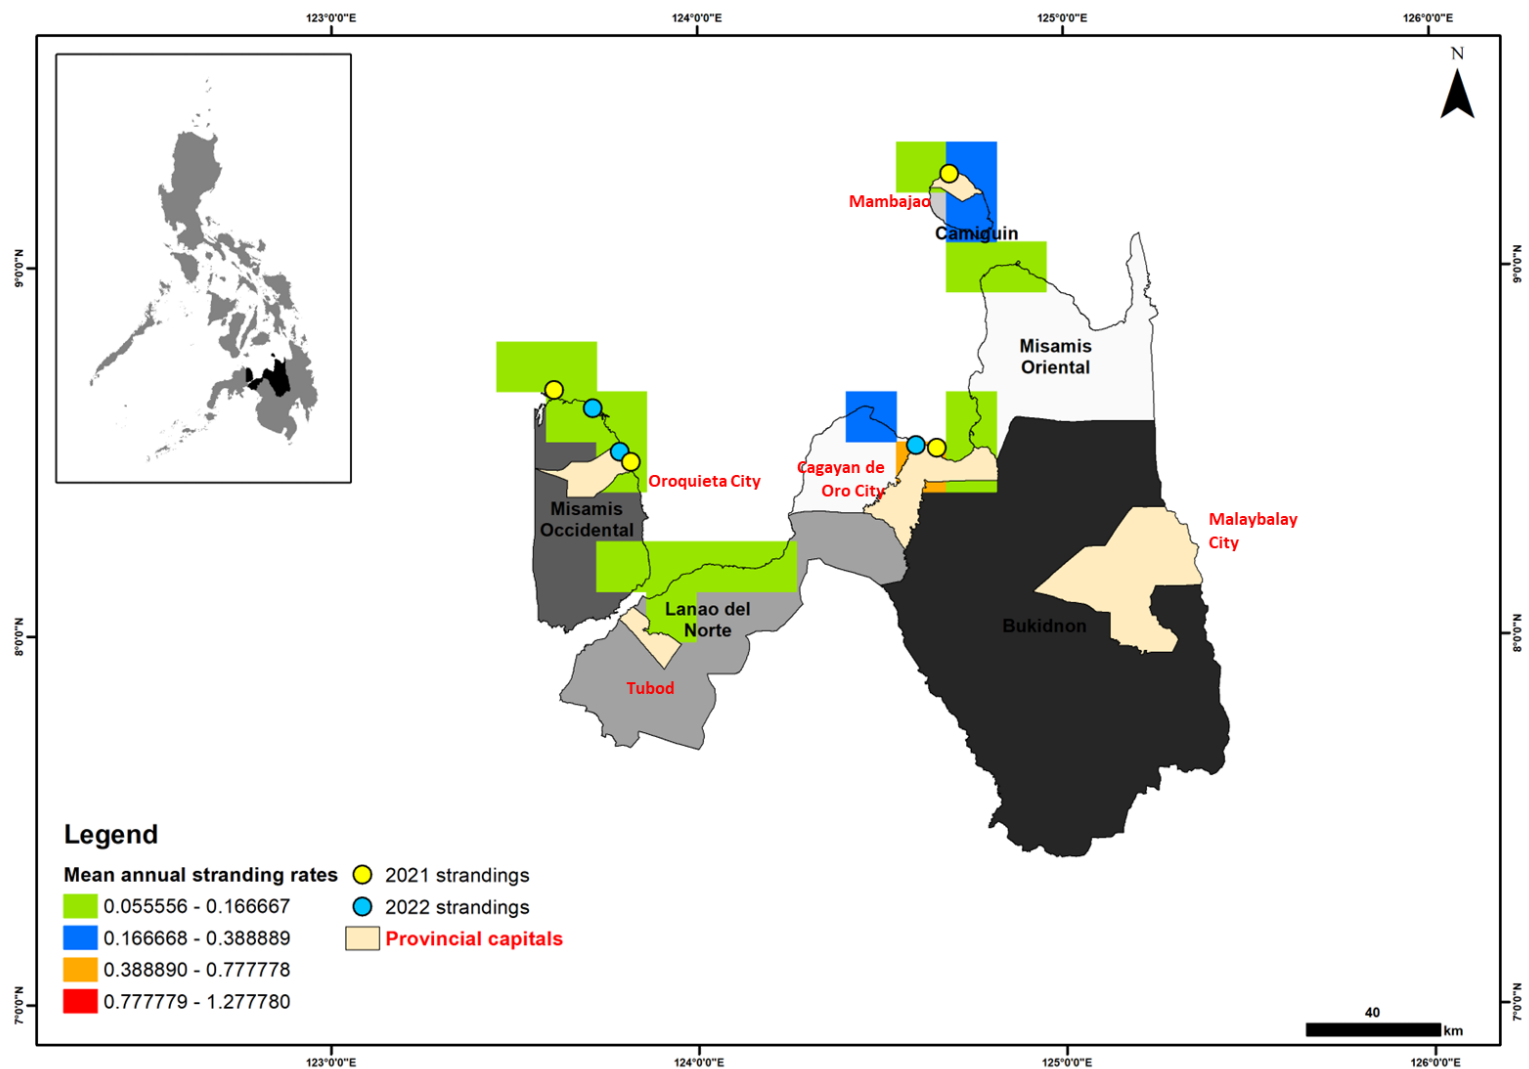 123°0'0"E 124°0'0"E 125°0'0"E 126°0'0"E
N
Mambajao
Camiguin
9°0'0"N 9°0'0"N
Misamis
Oriental
Cagayan de
Oro City
Oroquieta City
Misamis
Occidental
Malaybalay
City
Lanao del
Norte
Bukidnon
8°0'0"N 8°0'0"N
Tubod
Legend
Mean annual stranding rates
0.055556 - 0.166667
0.166668 - 0.388889
0.388890 - 0.777778
0.777779 - 1.277780
2021 strandings
2022 strandings
Provincial capitals
7°0'0"N 7°0'0"N
40
km
123°0'0"E 124°0'0"E 125°0'0"E 126°0'0"E